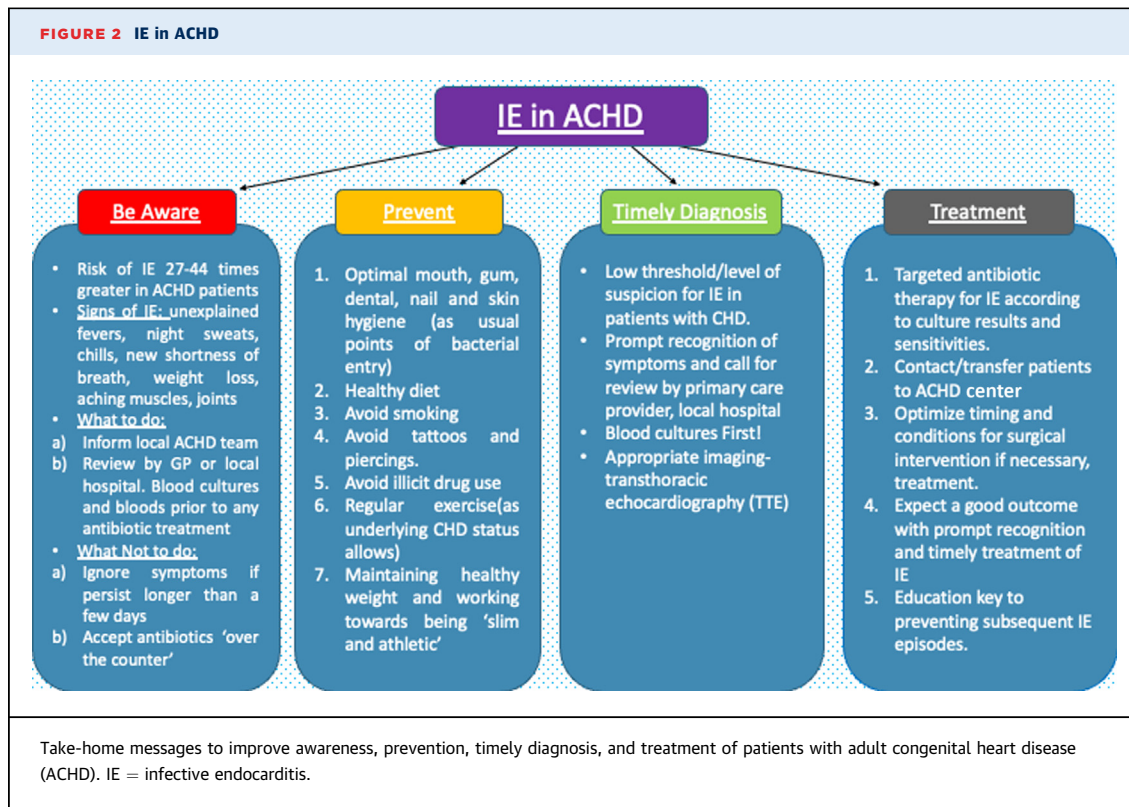 FIGURE 2 IE in ACHD
IE in ACHD
Be Aware
• Risk of IE 27-44 times
greater in ACHD patients
• Signs of IE: unexplained
fevers, night sweats,
chills, new shortness of
breath, weight loss,
aching muscles, joints
• What to do:
a) Inform local ACHD team
b) Review by GP or local
hospital. Blood cultures
and bloods prior to any
antibiotic treatment
• What Not to do:
a) Ignore symptoms if
persist longer than a
few days
b) Accept antibiotics ‘over
the counter’
Prevent
1. Optimal mouth, gum,
dental, nail and skin
hygiene (as usual
points of bacterial
entry)
2. Healthy diet
3. Avoid smoking
4. Avoid tattoos and
piercings.
5. Avoid illicit drug use
6. Regular exercise(as
underlying CHD status
allows)
7. Maintaining healthy
weight and working
towards being ‘slim
and athletic’
Timely Diagnosis
• Low threshold/level of
suspicion for IE in
patients with CHD.
• Prompt recognition of
symptoms and call for
review by primary care
provider, local hospital
• Blood cultures First!
• Appropriate imaging-
transthoracic
echocardiography (TTE)
Treatment
1. Targeted antibiotic
therapy for IE according
to culture results and
sensitivities.
2. Contact/transfer patients
to ACHD center
3. Optimize timing and
conditions for surgical
intervention if necessary,
treatment.
4. Expect a good outcome
with prompt recognition
and timely treatment of
IE
5. Education key to
preventing subsequent IE
episodes.
Take-home messages to improve awareness, prevention, timely diagnosis, and treatment of patients with adult congenital heart disease
(ACHD). IE = infective endocarditis.